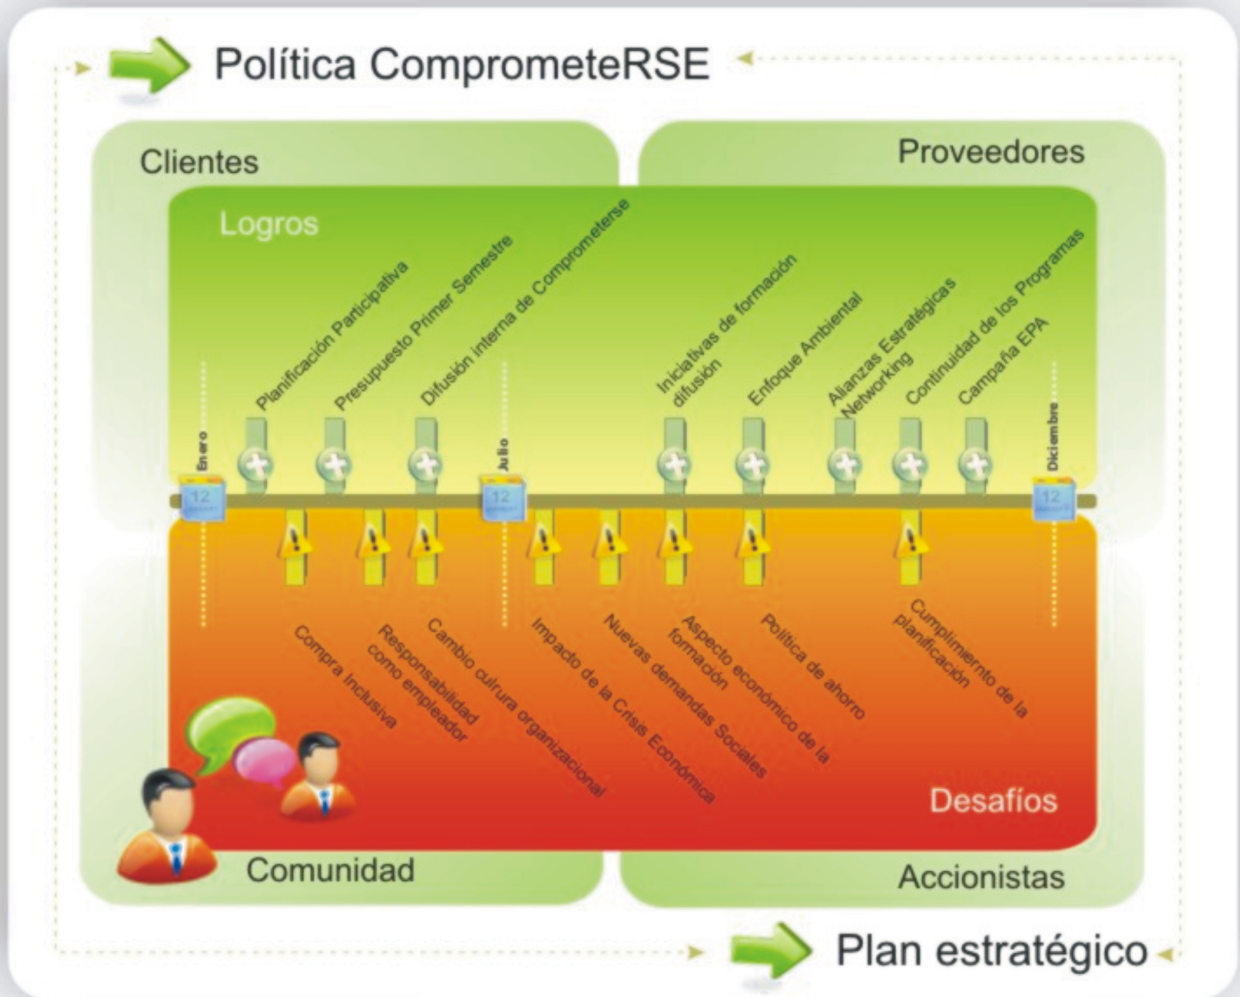 Política ComprometeRSE
Clientes
Proveedores
Logros
Planificación Participativa
Presupuesto Primer Semestre
Difusión interna de Comprometerse
Iniciativas de formación
difusión
Enfoque Ambiental
Alianzas Estratégicas
Networking
Continuidad de los Programas
Campaña EPA
Enero
Julio
Diciembre
12
12
12
Compra Inclusiva
Responsabilidad
como empleador
Cambio culrura organizacional
Impacto de la Crisis Económica
Nuevas demandas Sociales
Aspecto económico de la
formación
Política de ahorro
Cumplimiernto de la
planificación
Desafíos
Comunidad
Accionistas
Plan estratégico